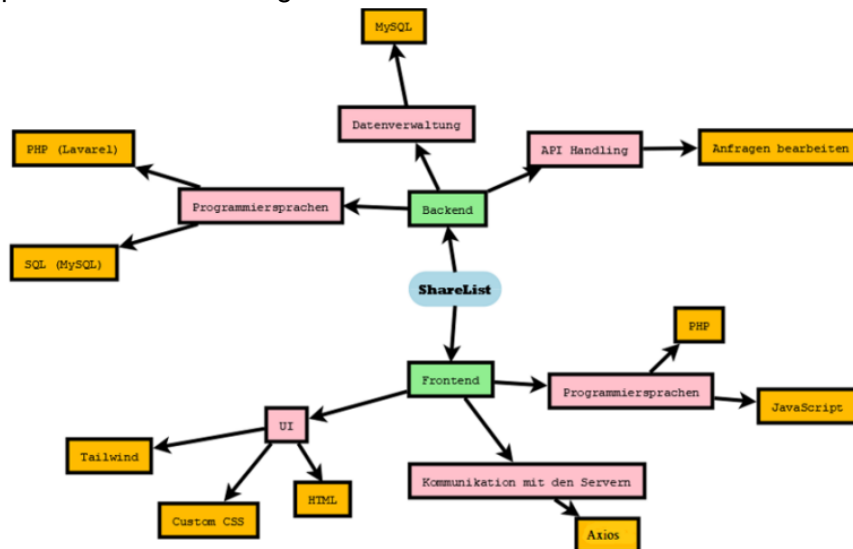 MySQL
Datenverwaltung
API Handling
Anfragen bearbeiten
PHP (Lavarel)
Programmiersprachen
Backend
SQL (MySQL)
ShareList
PHP
Frontend
Programmiersprachen
JavaScript
UI
Tailwind
Kommunikation mit den Servern
HTML
Custom CSS
Axios